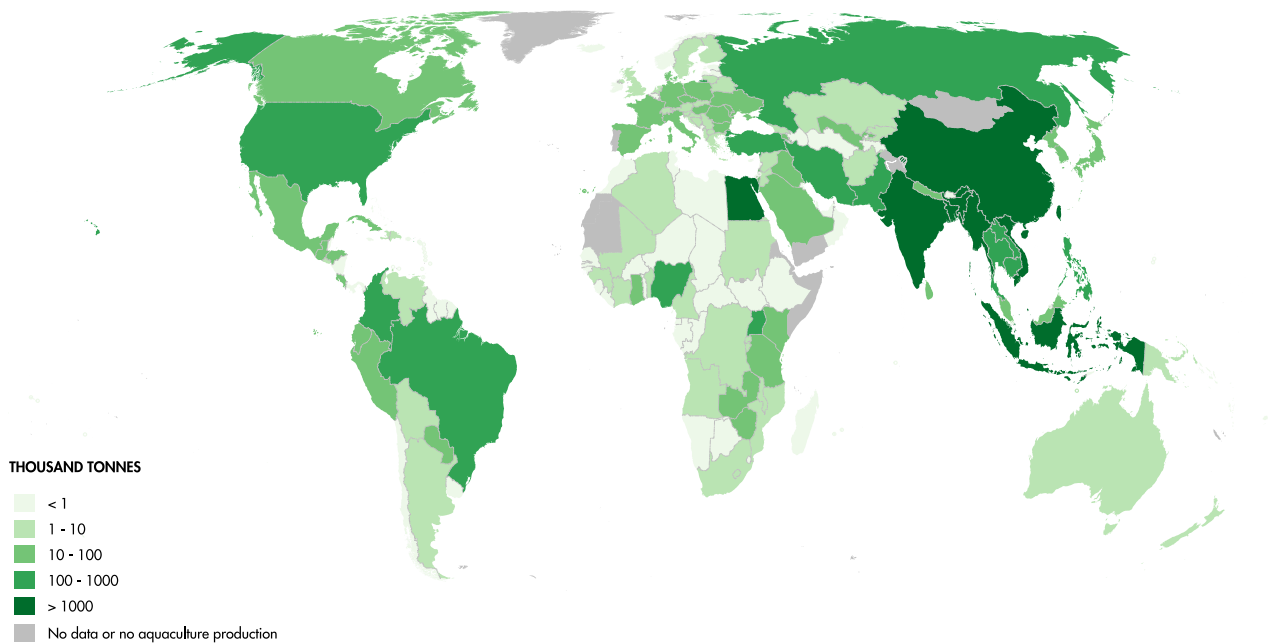 THOUSAND TONNES
< 1
1 - 10
10 - 100
100 - 1000
> 1000
No data or no aquaculture production